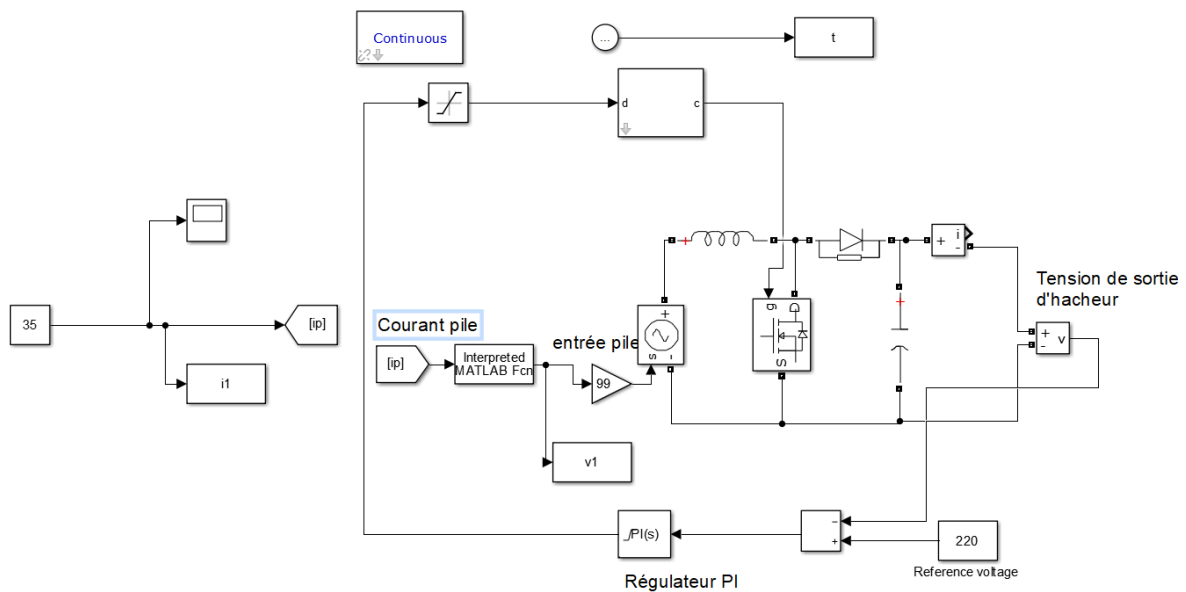 Continuous
...
t
d
c
i
+
-
Tension de sortie
d'hacheur
35
[ip]
Courant pile
entrée pile
+
s
-
g
D
S
+
-
v
[ip]
Interpreted
MATLAB Fcn
99
i1
v1
PI(s)
−
+
220
Reference voltage
Régulateur PI